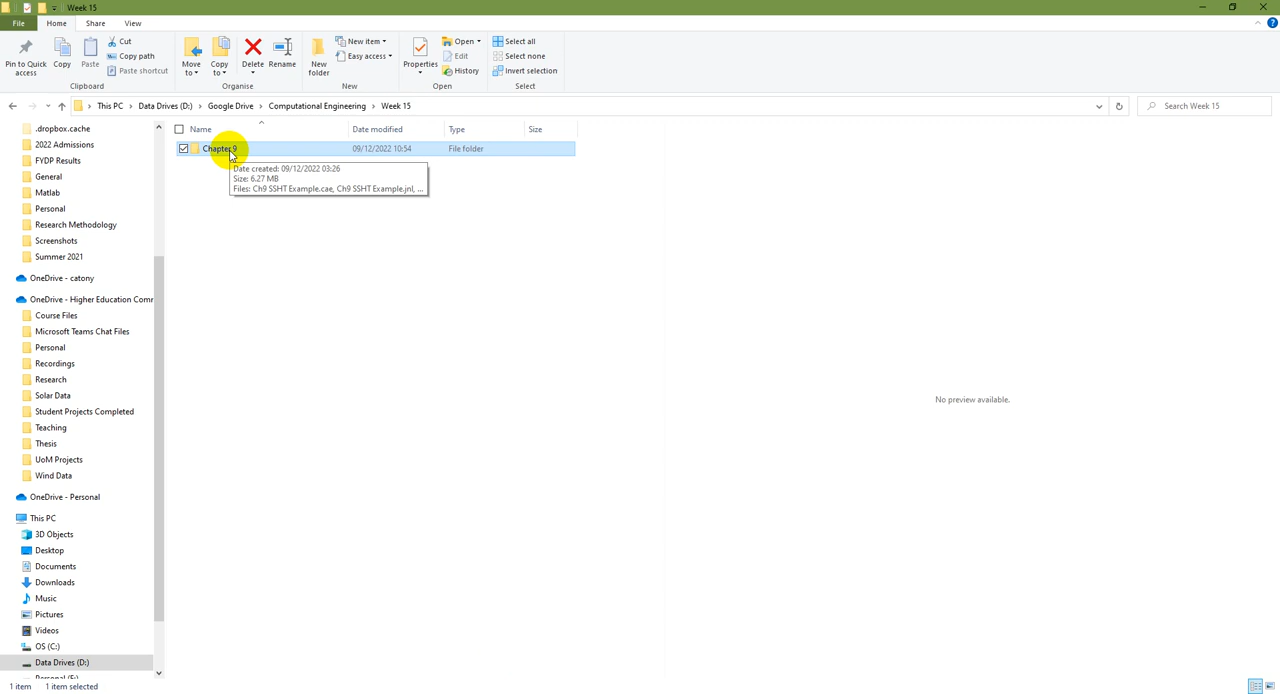 Week 15
File Home Share View
Pin to Quick access
Copy
Paste
Cut
Copy path
Paste shortcut
Clipboard
Move to
Copy to
Delete
Rename
Organise
New folder
New item
Easy access
New
Properties
Open
Edit
History
Open
Select all
Select none
Invert selection
Select
This PC › Data Drives (D:) › Google Drive › Computational Engineering › Week 15
Search Week 15
Name Date modified Type Size
Chapter 9 09/12/2022 10:54 File folder
Date created: 09/12/2022 03:26
Size: 6.27 MB
Files: Ch9 SSHT Example.cae, Ch9 SSHT Example.jnl, ...
No preview available.
.dropbox.cache
2022 Admissions
FYDP Results
General
Matlab
Personal
Research Methodology
Screenshots
Summer 2021
OneDrive - catony
OneDrive - Higher Education Comm
Course Files
Microsoft Teams Chat Files
Personal
Recordings
Research
Solar Data
Student Projects Completed
Teaching
Thesis
UoM Projects
Wind Data
OneDrive - Personal
This PC
3D Objects
Desktop
Documents
Downloads
Music
Pictures
Videos
OS (C:)
Data Drives (D:)
1 item 1 item selected